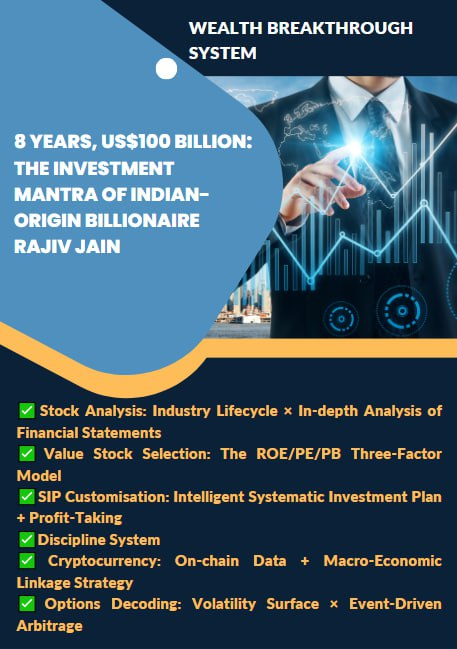 WEALTH BREAKTHROUGH
SYSTEM
8 YEARS, US$100 BILLION:
THE INVESTMENT
MANTRA OF INDIAN-
ORIGIN BILLIONAIRE
RAJIV JAIN
✅ Stock Analysis: Industry Lifecycle × In-depth Analysis of
Financial Statements
✅ Value Stock Selection: The ROE/PE/PB Three-Factor
Model
✅ SIP Customisation: Intelligent Systematic Investment Plan
+ Profit-Taking
✅ Discipline System
✅ Cryptocurrency: On-chain Data + Macro-Economic
Linkage Strategy
✅ Options Decoding: Volatility Surface × Event-Driven
Arbitrage